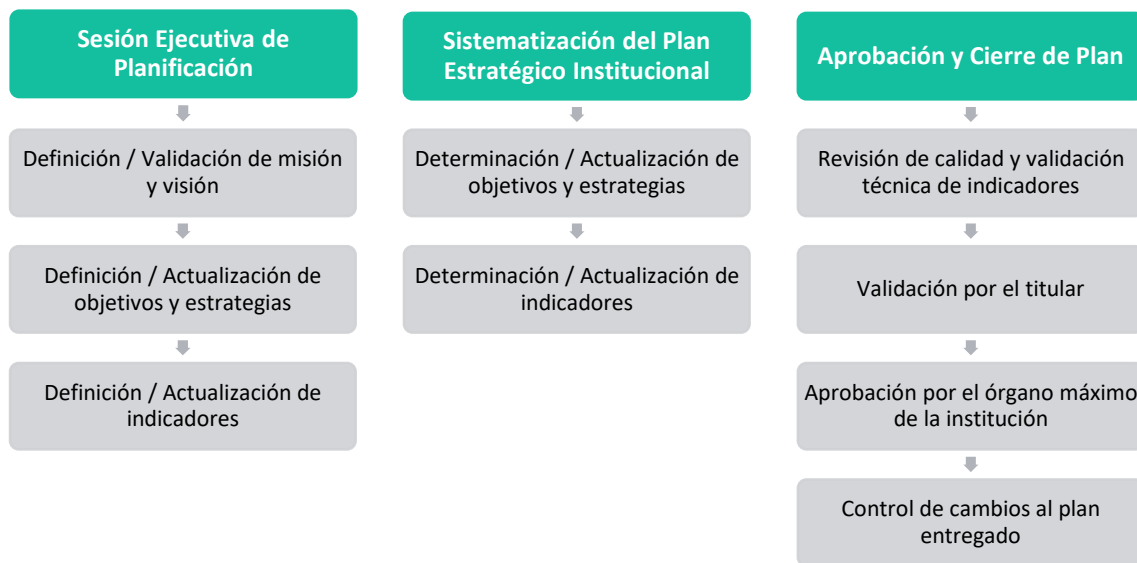 Sesión Ejecutiva de
Planificación
Definición / Validación de misión
y visión
Definición / Actualización de
objetivos y estrategias
Definición / Actualización de
indicadores
Sistematización del Plan
Estratégico Institucional
Determinación / Actualización de
objetivos y estrategias
Determinación / Actualización de
indicadores
Aprobación y Cierre de Plan
Revisión de calidad y validación
técnica de indicadores
Validación por el titular
Aprobación por el órgano máximo
de la institución
Control de cambios al plan
entregado